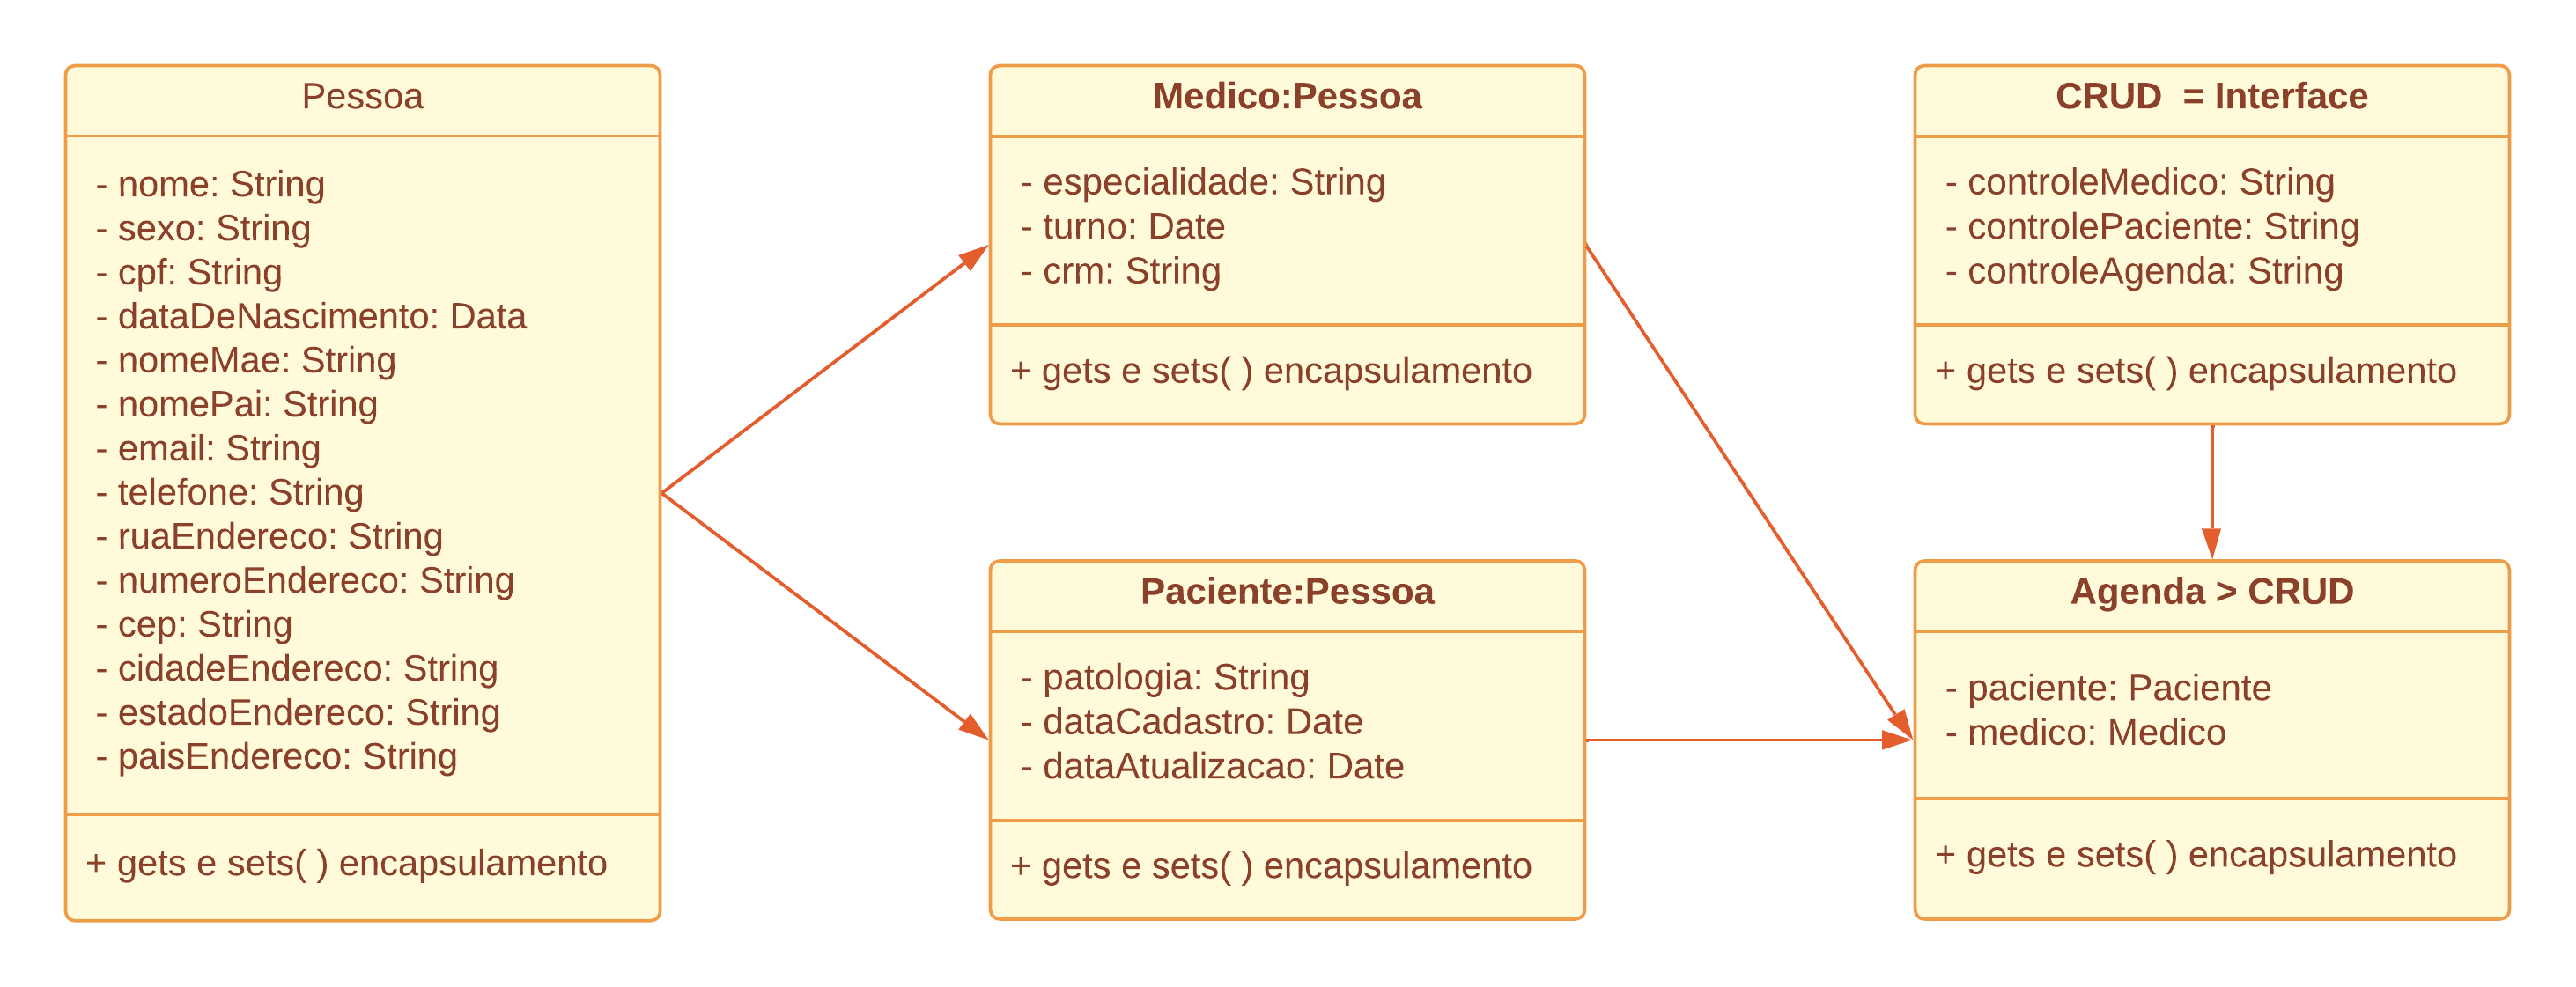 Pessoa
- nome: String
- sexo: String
- cpf: String
- dataDeNascimento: Data
- nomeMae: String
- nomePai: String
- email: String
- telefone: String
- ruaEndereco: String
- numeroEndereco: String
- cep: String
- cidadeEndereco: String
- estadoEndereco: String
- paisEndereco: String
+ gets e sets( ) encapsulamento
Medico:Pessoa
- especialidade: String
- turno: Date
- crm: String
+ gets e sets( ) encapsulamento
Paciente:Pessoa
- patologia: String
- dataCadastro: Date
- dataAtualizacao: Date
+ gets e sets( ) encapsulamento
CRUD = Interface
- controleMedico: String
- controlePaciente: String
- controleAgenda: String
+ gets e sets( ) encapsulamento
Agenda > CRUD
- paciente: Paciente
- medico: Medico
+ gets e sets( ) encapsulamento